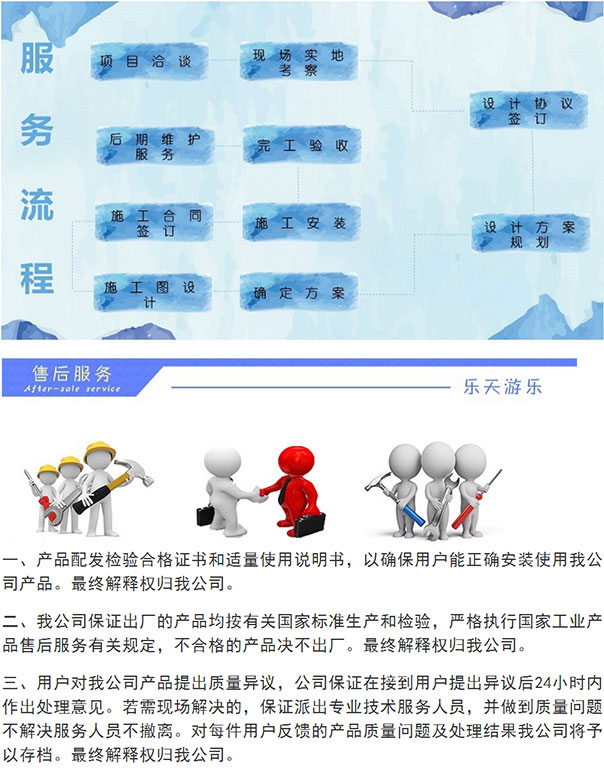 服务流程
项目洽谈
现场实地
考察
设计协议
签订
后期维护
服务
完工验收
施工合同
签订
施工安装
设计方案
规划
施工图设
计
确定方案
售后服务
After-sale service
乐天游乐
一、产品配发检验合格证书和适量使用说明书，以确保用户能正确安装使用我公
司产品。最终解释权归我公司。
二、我公司保证出厂的产品均按有关国家标准生产和检验，严格执行国家工业产
品售后服务有关规定，不合格的产品决不出厂。最终解释权归我公司。
三、用户对我公司产品提出质量异议，公司保证在接到用户提出异议后24小时内
作出处理意见。若需现场解决的，保证派出专业技术服务人员，并做到质量问题
不解决服务人员不撤离。对每件用户反馈的产品质量问题及处理结果我公司将予
以存档。最终解释权归我公司。